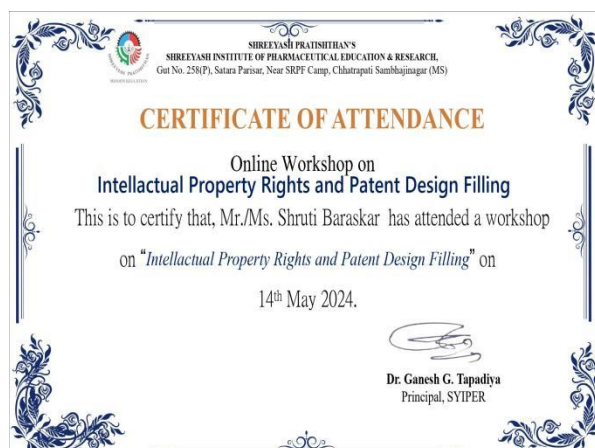 SHREEYASH PRATISHTHAN'S
SHREEYASH INSTITUTE OF PHARMACEUTICAL EDUCATION & RESEARCH,
Gut No. 258(P), Satara Parisar, Near SRPF Camp, Chhatrapati Sambhajinagar (MS)
CERTIFICATE OF ATTENDANCE
Online Workshop on
Intellactual Property Rights and Patent Design Filling
This is to certify that, Mr./Ms. Shruti Baraskar has attended a workshop
on "Intellactual Property Rights and Patent Design Filling" on
14th May 2024.
Dr. Ganesh G. Tapadiya
Principal, SYIPER